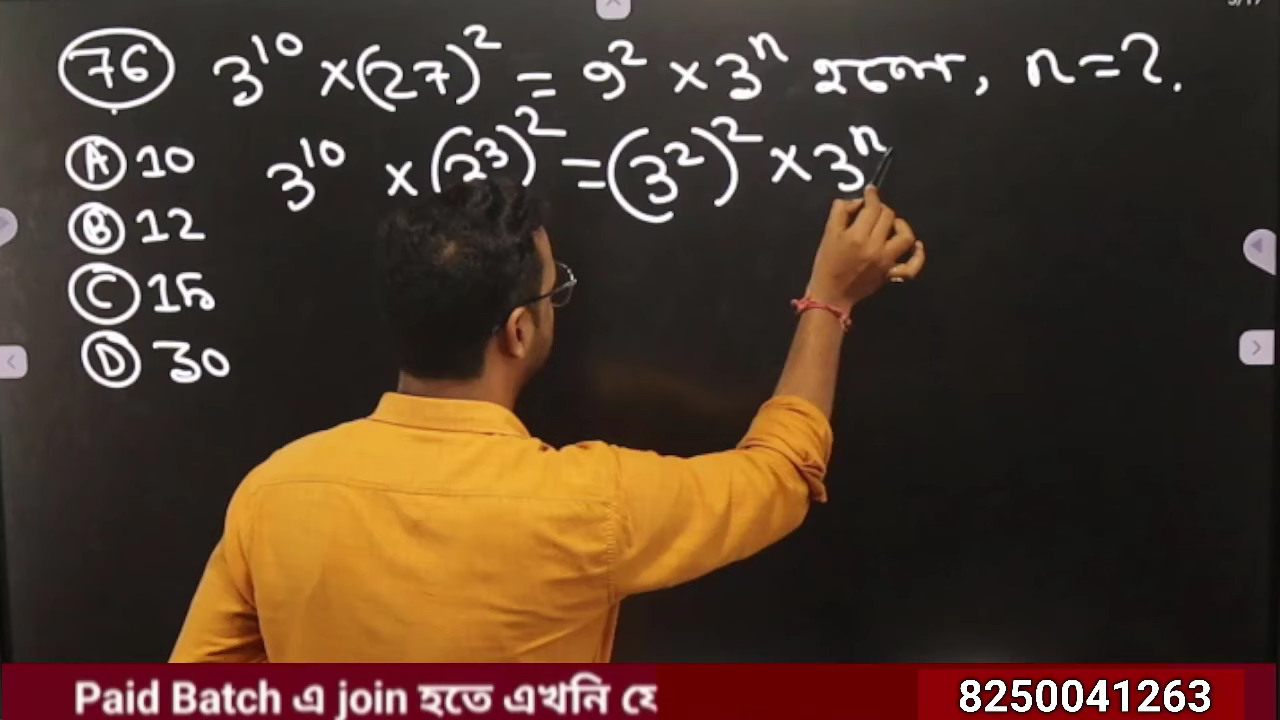 76 3^10 × (27)^2 = 9^2 × 3^n হলে, n = ?.
A 10 3^10 × (3^3)^2 = (3^2)^2 × 3^n
B 12
C 15
D 30
Paid Batch এ join হতে এখনি 8250041263